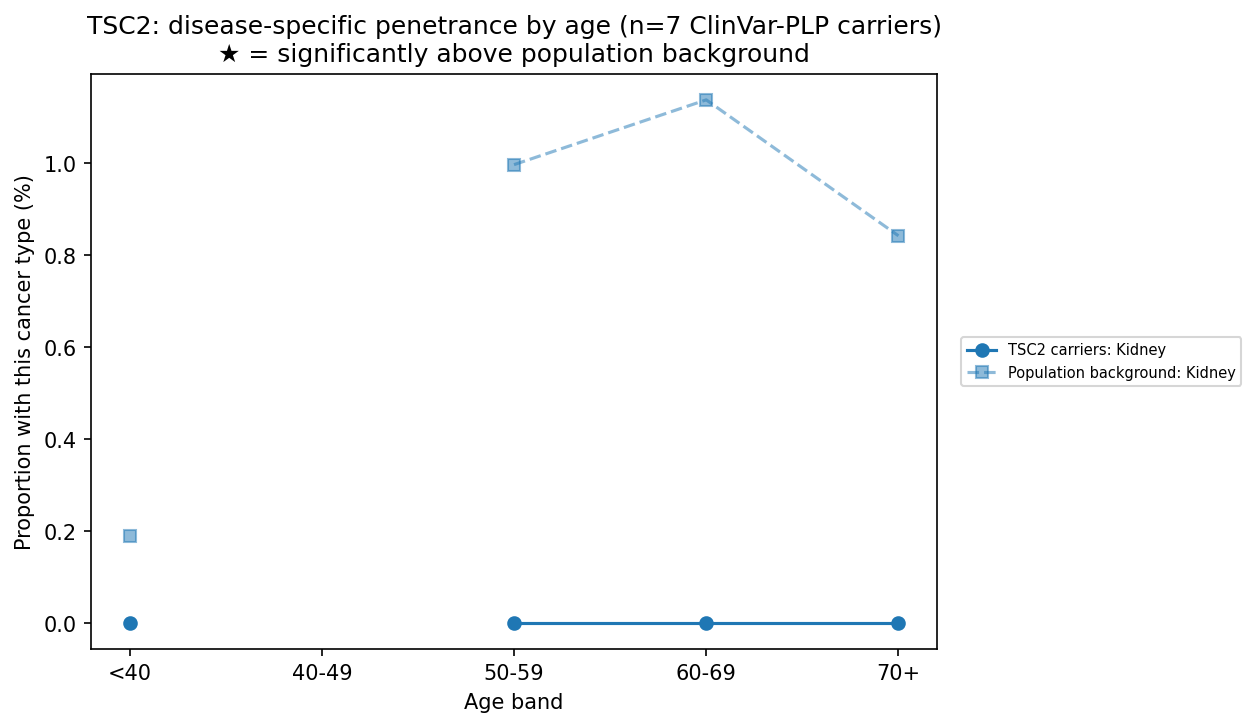 TSC2: disease-specific penetrance by age (n=7 ClinVar-PLP carriers)
★ = significantly above population background
Proportion with this cancer type (%)
1.0
0.8
0.6
0.4
0.2
0.0
<40
40-49
50-59
60-69
70+
Age band
TSC2 carriers: Kidney
Population background: Kidney